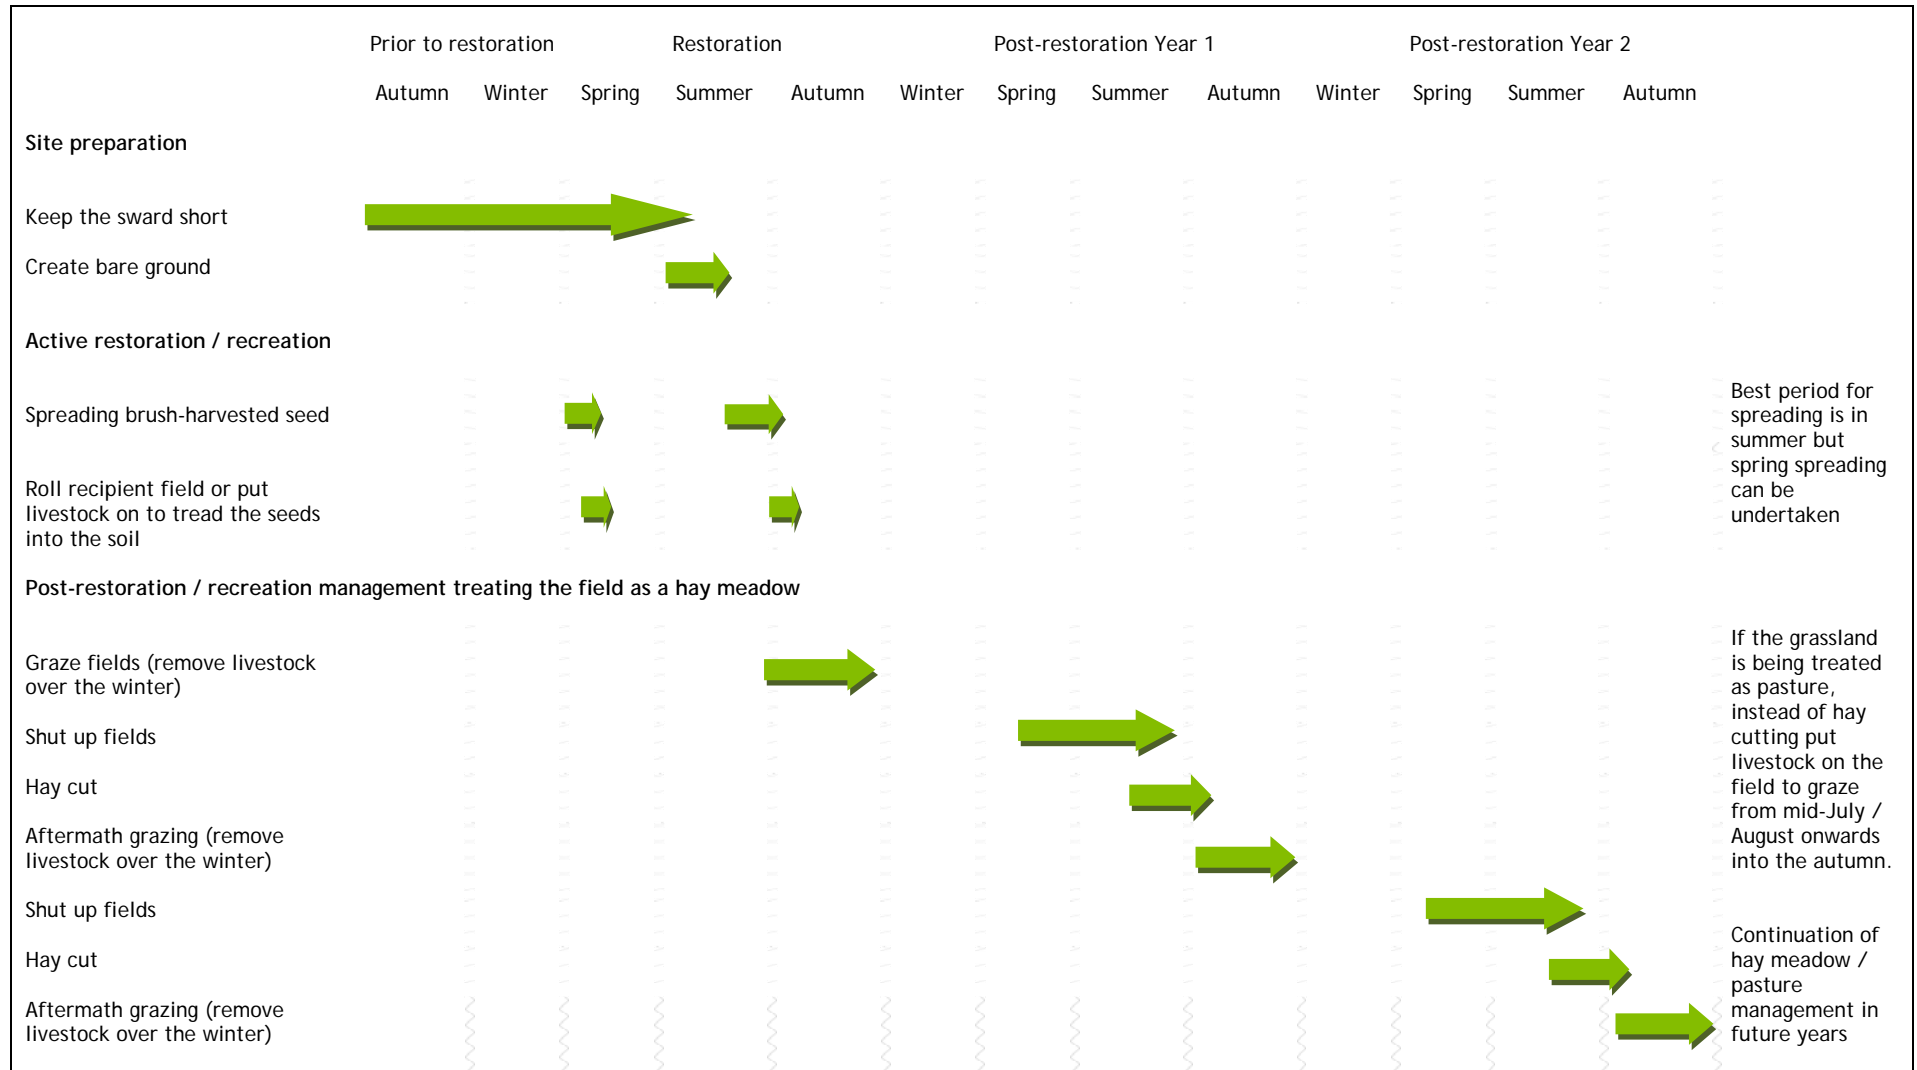 Prior to restoration Restoration Post-restoration Year 1 Post-restoration Year 2
Autumn Winter Spring Summer Autumn Winter Spring Summer Autumn Winter Spring Summer Autumn
Site preparation
Keep the sward short
Create bare ground
Active restoration / recreation
Spreading brush-harvested seed
Roll recipient field or put
livestock on to tread the seeds
into the soil
Best period for
spreading is in
summer but
spring spreading
can be
undertaken
Post-restoration / recreation management treating the field as a hay meadow
Graze fields (remove livestock
over the winter)
Shut up fields
Hay cut
Aftermath grazing (remove
livestock over the winter)
If the grassland
is being treated
as pasture,
instead of hay
cutting put
livestock on the
field to graze
from mid-July /
August onwards
into the autumn.
Shut up fields
Hay cut
Aftermath grazing (remove
livestock over the winter)
Continuation of
hay meadow /
pasture
management in
future years